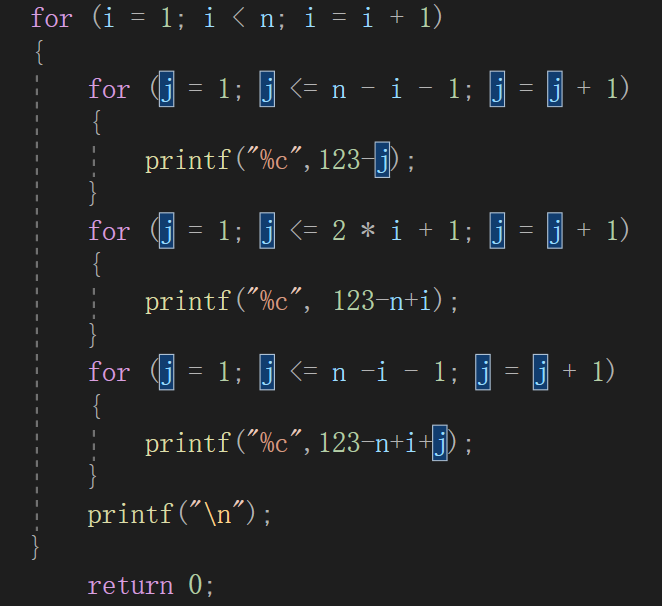 for (i = 1; i < n; i = i + 1)
{
for (j = 1; j <= n - i - 1; j = j + 1)
{
printf("%c",123-j);
}
for (j = 1; j <= 2 * i + 1; j = j + 1)
{
printf("%c", 123-n+i);
}
for (j = 1; j <= n -i - 1; j = j + 1)
{
printf("%c",123-n+i+j);
}
printf("\n");
}
return 0;